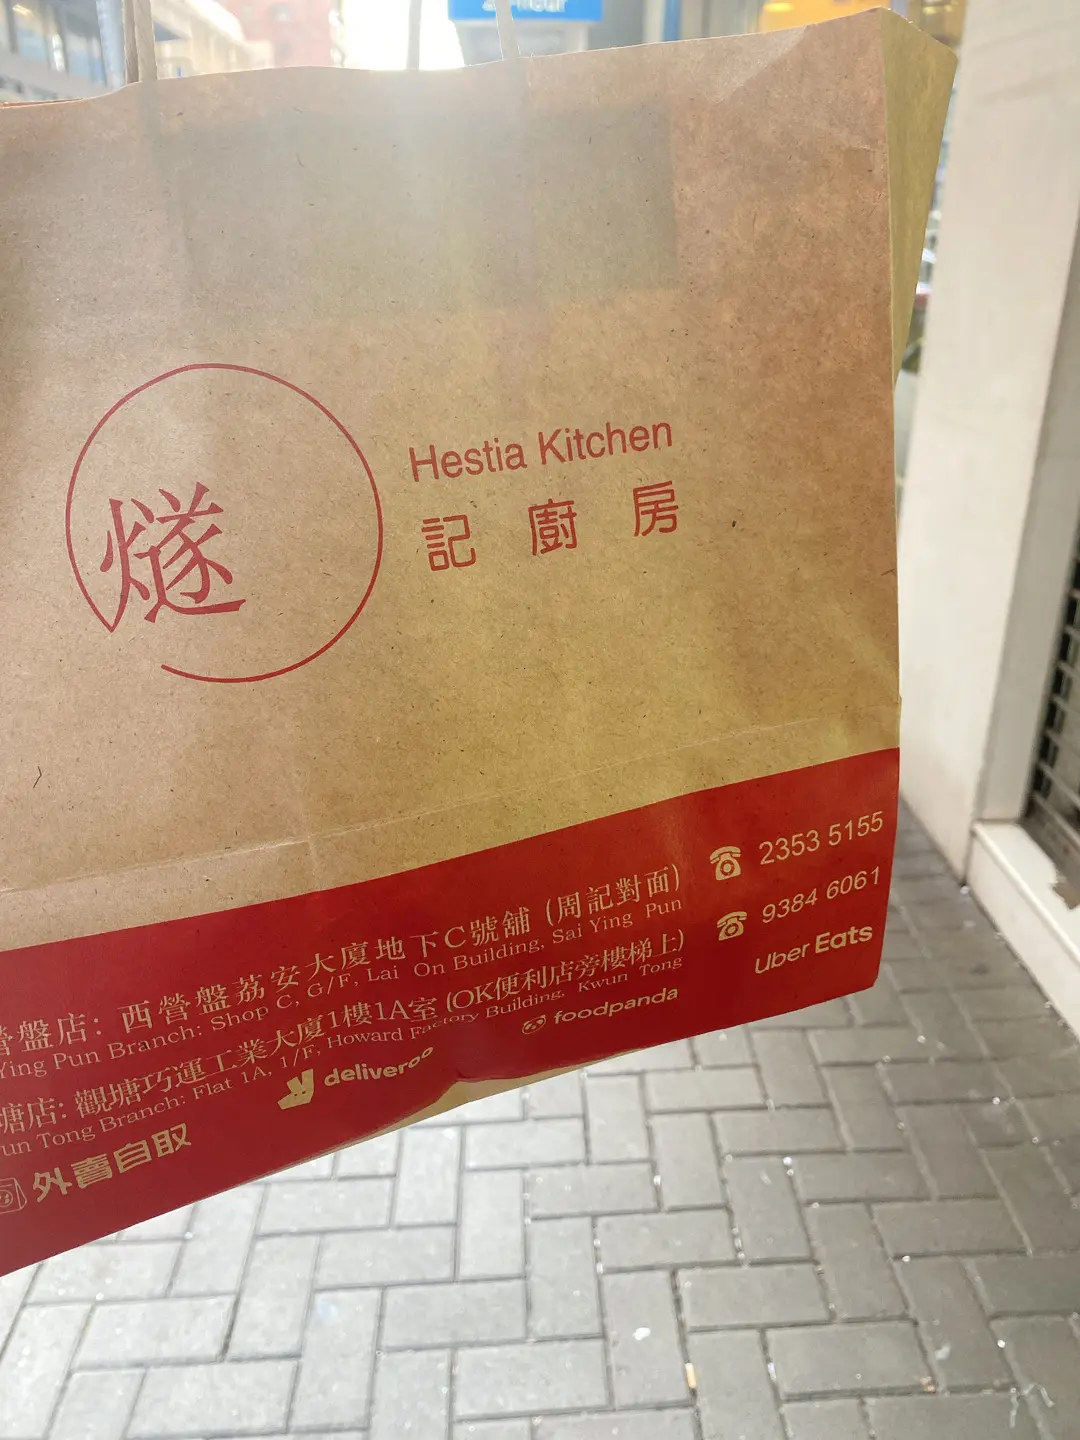 燧
Hestia Kitchen
記廚房
營盤店: 西營盤荔安大廈地下C號舖 (周記對面)
Ying Pun Branch: Shop C, G/F, Lai On Building, Sai Ying Pun
塘店: 觀塘巧運工業大廈1樓1A室 (OK便利店旁樓梯上)
un Tong Branch: Flat 1A, 1/F, Howard Factory Building, Kwun Tong
2353 5155
9384 6061
外賣自取
deliveroo
foodpanda
Uber Eats